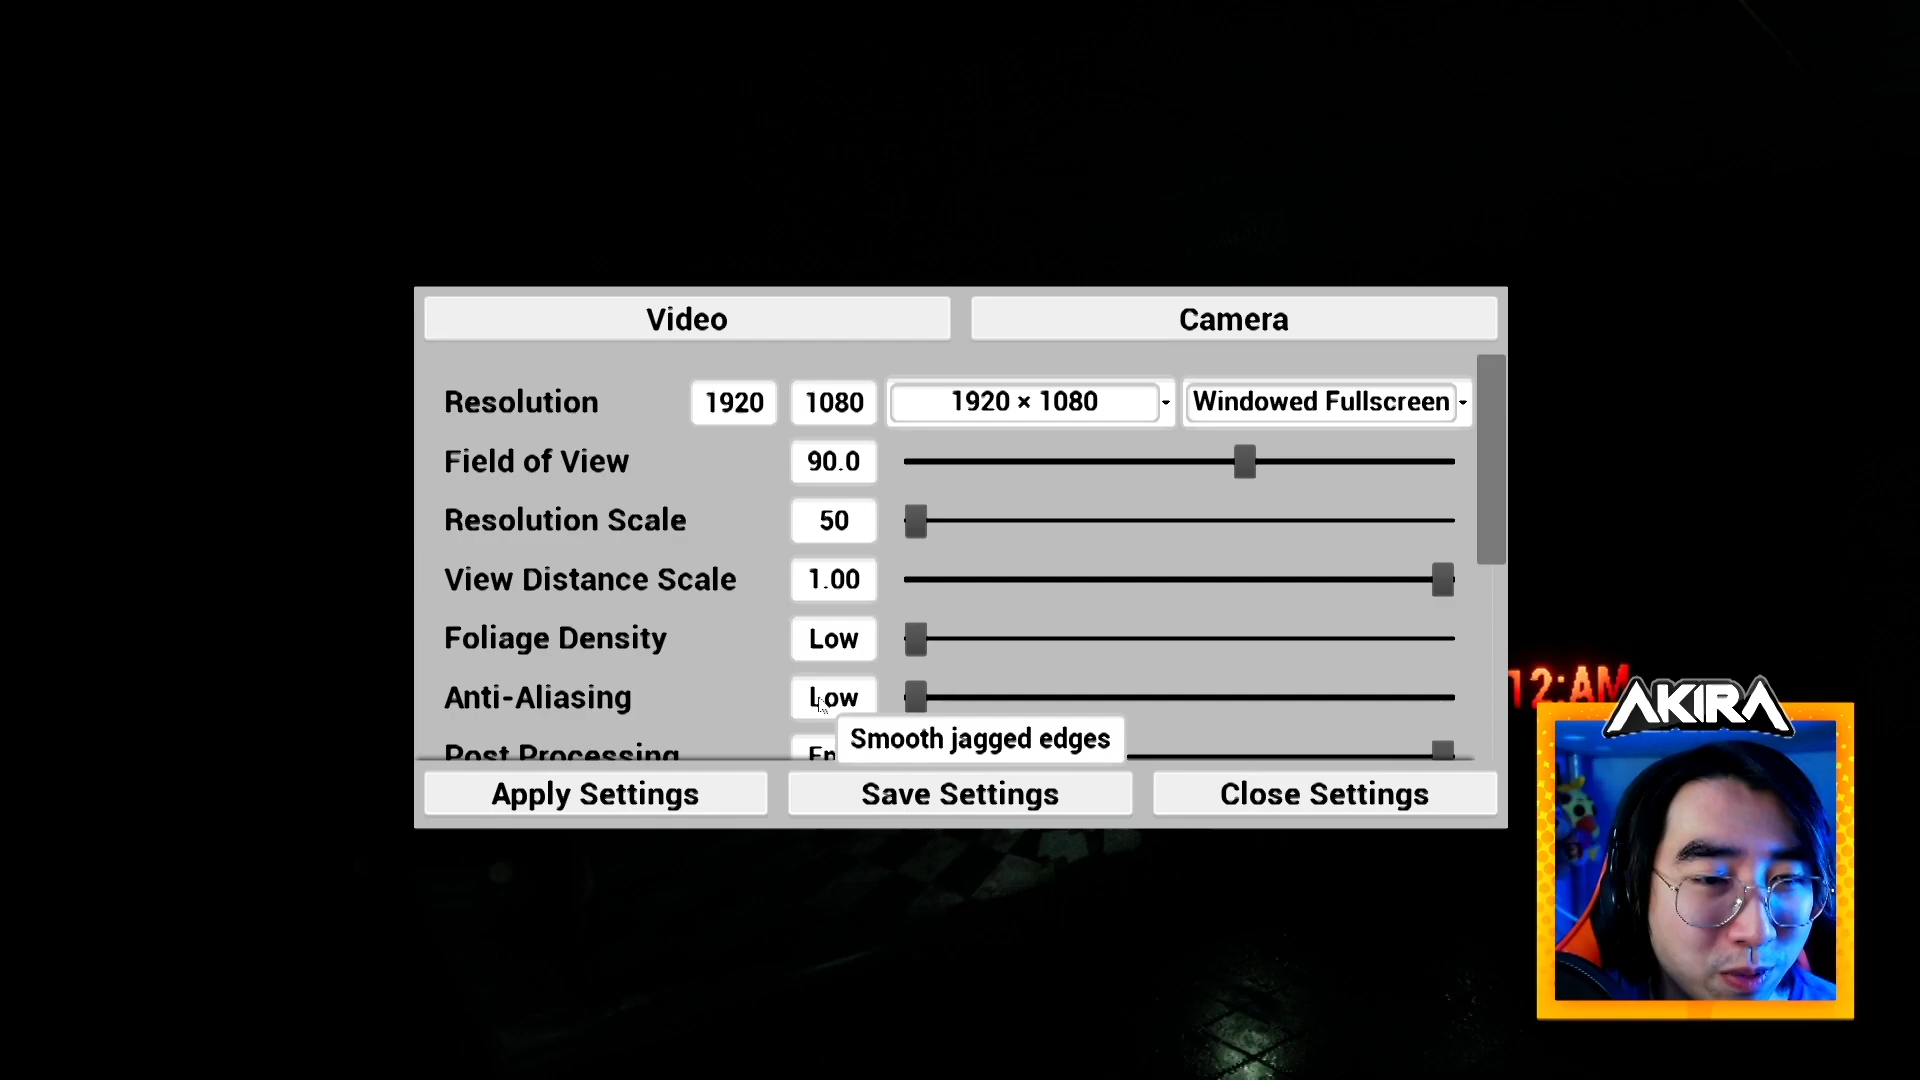 Video Camera
Resolution 1920 1080 1920 × 1080 Windowed Fullscreen
Field of View 90.0
Resolution Scale 50
View Distance Scale 1.00
Foliage Density Low
Anti-Aliasing Low
Smooth jagged edges
Post Processing
Apply Settings Save Settings Close Settings
12:AM
AKIRA